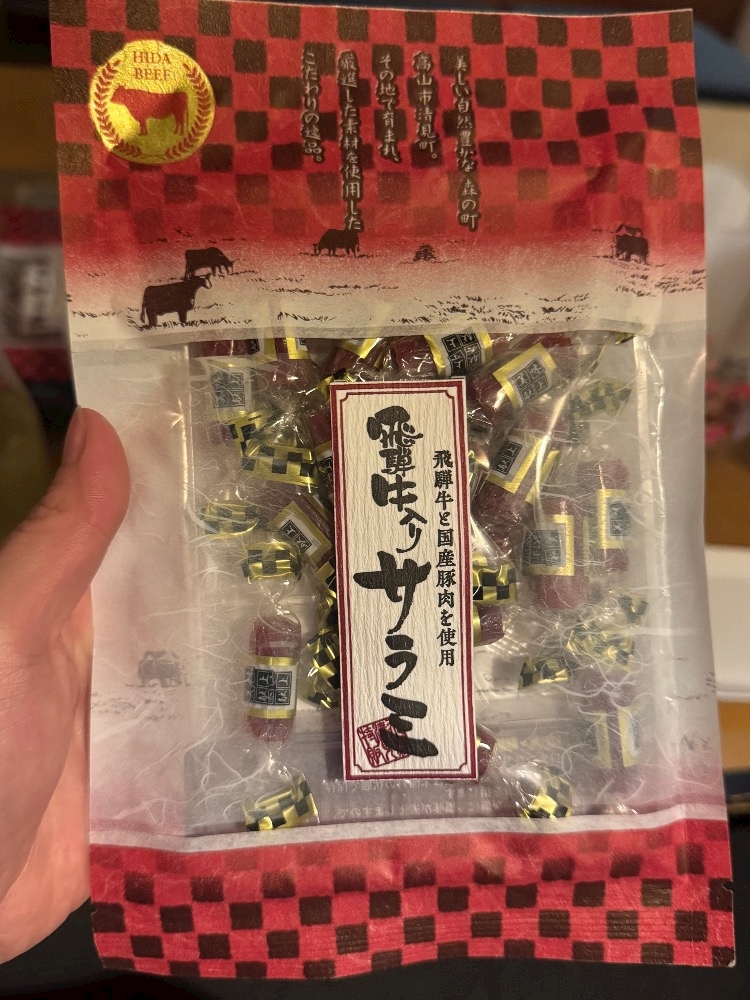 HIDA
BEEF
美しい自然豊かな 森の町
高山市清見町。
その地で育まれ、
厳選した素材を使用した
こだわりの逸品。
飛騨牛と国産豚肉を使用
飛騨牛入り
サラミ